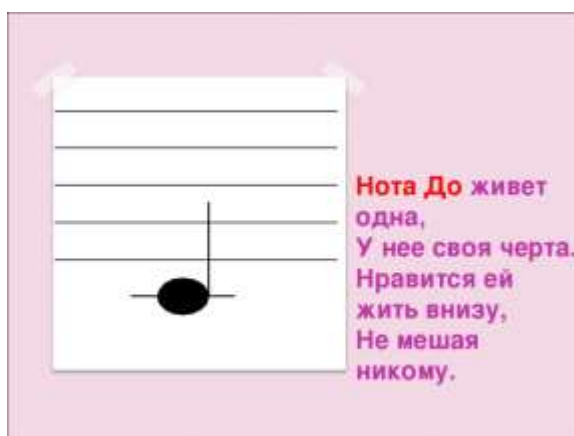 Нота До живет
одна,
У нее своя черта.
Нравится ей
жить внизу,
Не мешая
никому.